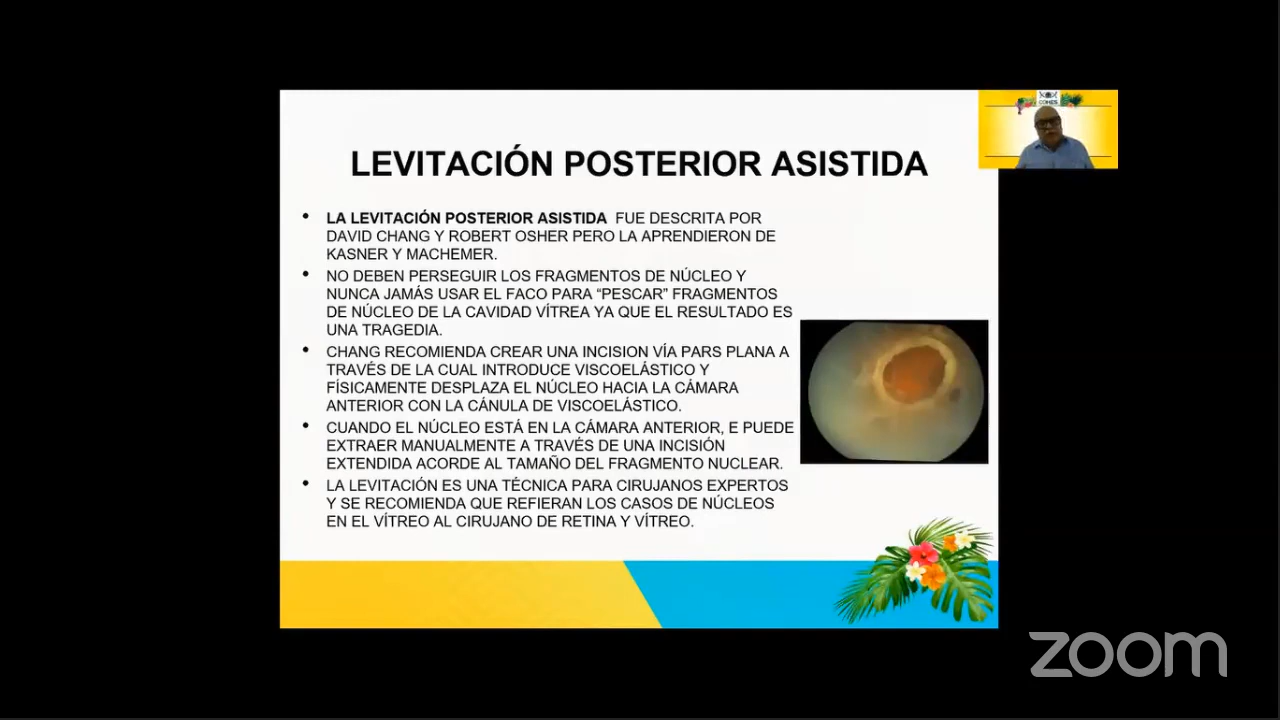 LEVITACIÓN POSTERIOR ASISTIDA
• LA LEVITACIÓN POSTERIOR ASISTIDA FUE DESCRITA POR
DAVID CHANG Y ROBERT OSHER PERO LA APRENDIERON DE
KASNER Y MACHEMER.
• NO DEBEN PERSEGUIR LOS FRAGMENTOS DE NÚCLEO Y
NUNCA JAMÁS USAR EL FACO PARA “PESCAR” FRAGMENTOS
DE NÚCLEO DE LA CAVIDAD VÍTREA YA QUE EL RESULTADO ES
UNA TRAGEDIA.
• CHANG RECOMIENDA CREAR UNA INCISION VÍA PARS PLANA A
TRAVÉS DE LA CUAL INTRODUCE VISCOELÁSTICO Y
FÍSICAMENTE DESPLAZA EL NÚCLEO HACIA LA CÁMARA
ANTERIOR CON LA CÁNULA DE VISCOELÁSTICO.
• CUANDO EL NÚCLEO ESTÁ EN LA CÁMARA ANTERIOR, E PUEDE
EXTRAER MANUALMENTE A TRAVÉS DE UNA INCISIÓN
EXTENDIDA ACORDE AL TAMAÑO DEL FRAGMENTO NUCLEAR.
• LA LEVITACIÓN ES UNA TÉCNICA PARA CIRUJANOS EXPERTOS
Y SE RECOMIENDA QUE REFIERAN LOS CASOS DE NÚCLEOS
EN EL VÍTREO AL CIRUJANO DE RETINA Y VÍTREO.
zoom